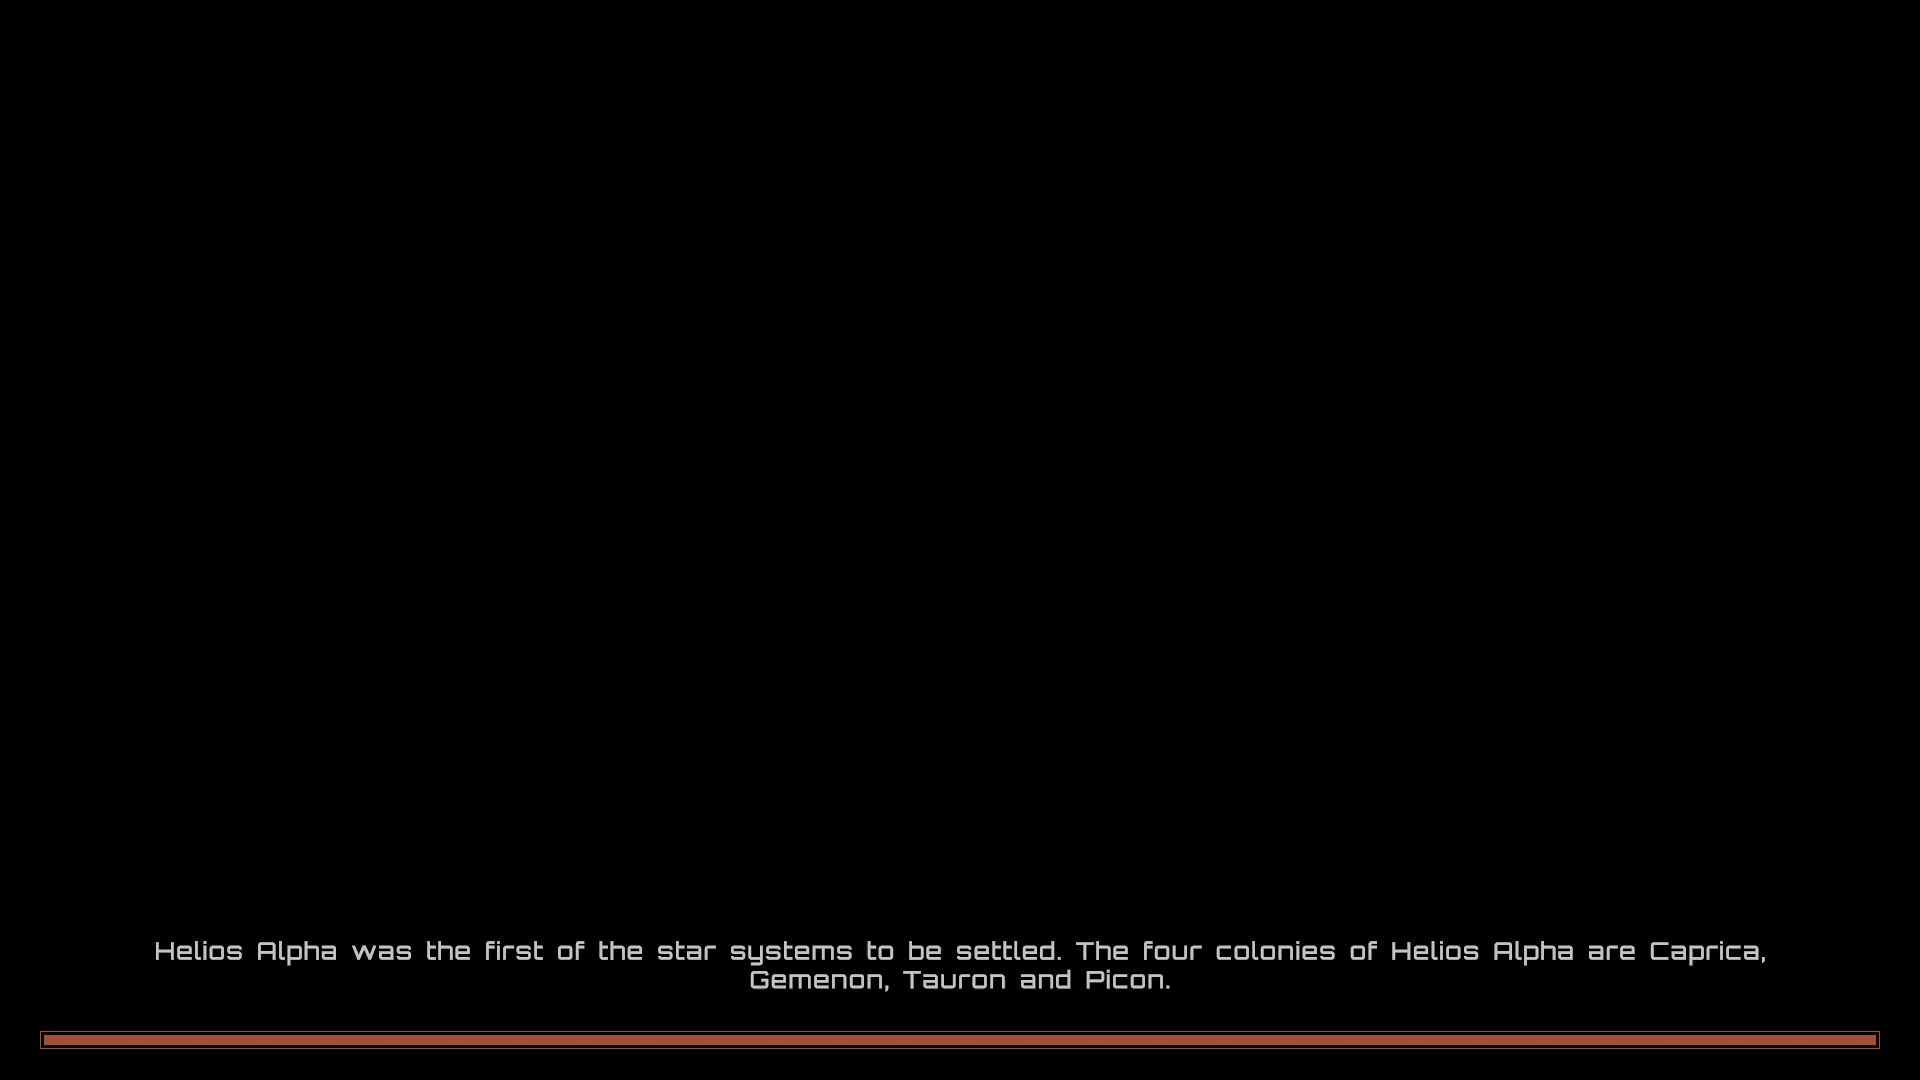 Helios Alpha was the first of the star systems to be settled. The four colonies of Helios Alpha are Caprica,
Gemenon, Tauron and Picon.